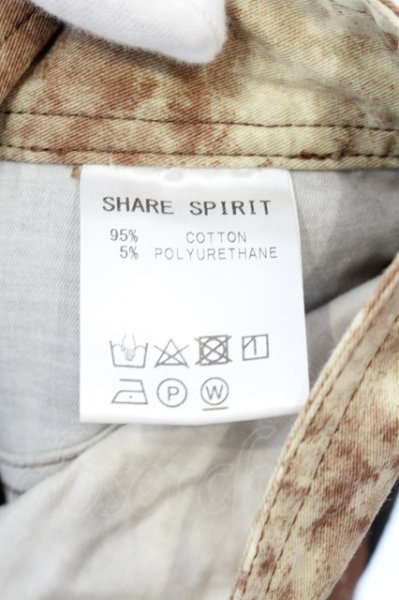 SHARE SPIRIT
95% COTTON
5% POLYURETHANE
P W